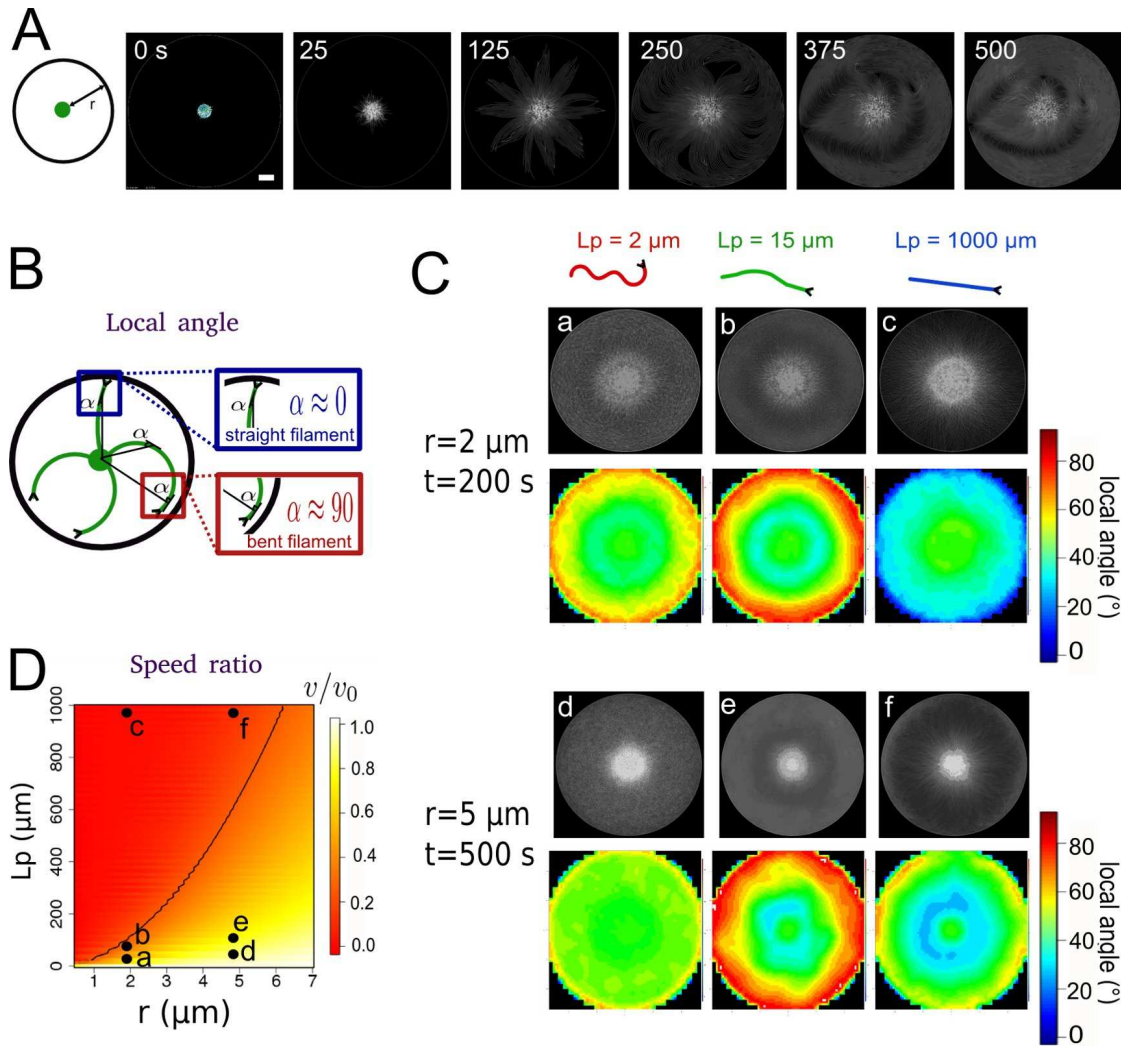 A
r
0 s
25
125
250
375
500
B
Local angle
α
α
α
α
α ≈ 0
straight filament
α
α ≈ 90
bent filament
C
Lp = 2 µm
Lp = 15 µm
Lp = 1000 µm
a
b
c
r=2 µm
t=200 s
80
60
40
20
0
local angle (°)
D
Speed ratio
v/v0
1000
800
600
400
200
0
Lp (µm)
c
f
b
a
e
d
1 2 3 4 5 6 7
r (µm)
1.0
0.8
0.6
0.4
0.2
0.0
d
e
f
r=5 µm
t=500 s
80
60
40
20
0
local angle (°)